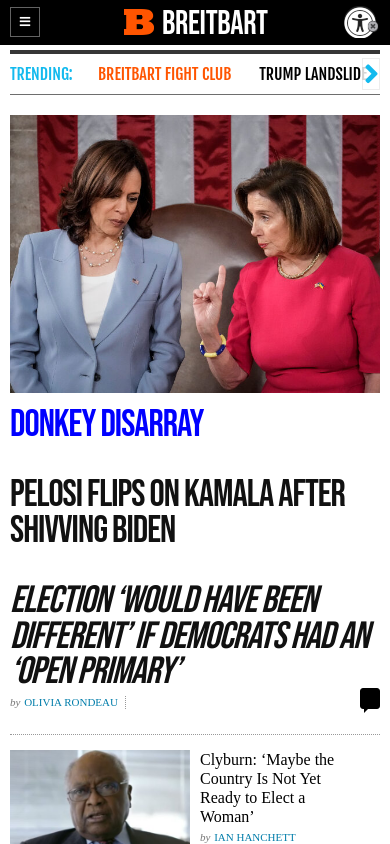 BREITBART
TRENDING:
BREITBART FIGHT CLUB
TRUMP LANDSLID
DONKEY DISARRAY
PELOSI FLIPS ON KAMALA AFTER
SHIVVING BIDEN
ELECTION ‘WOULD HAVE BEEN
DIFFERENT’ IF DEMOCRATS HAD AN
‘OPEN PRIMARY’
by OLIVIA RONDEAU
Clyburn: ‘Maybe the
Country Is Not Yet
Ready to Elect a
Woman’
by IAN HANCHETT